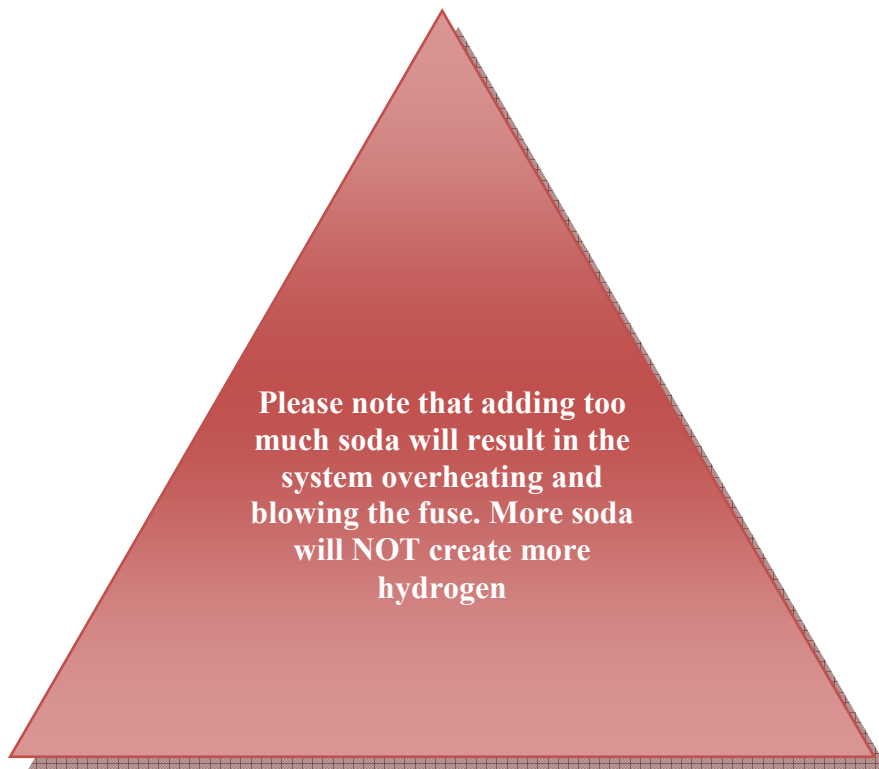 Please note that adding too
much soda will result in the
system overheating and
blowing the fuse. More soda
will NOT create more
hydrogen